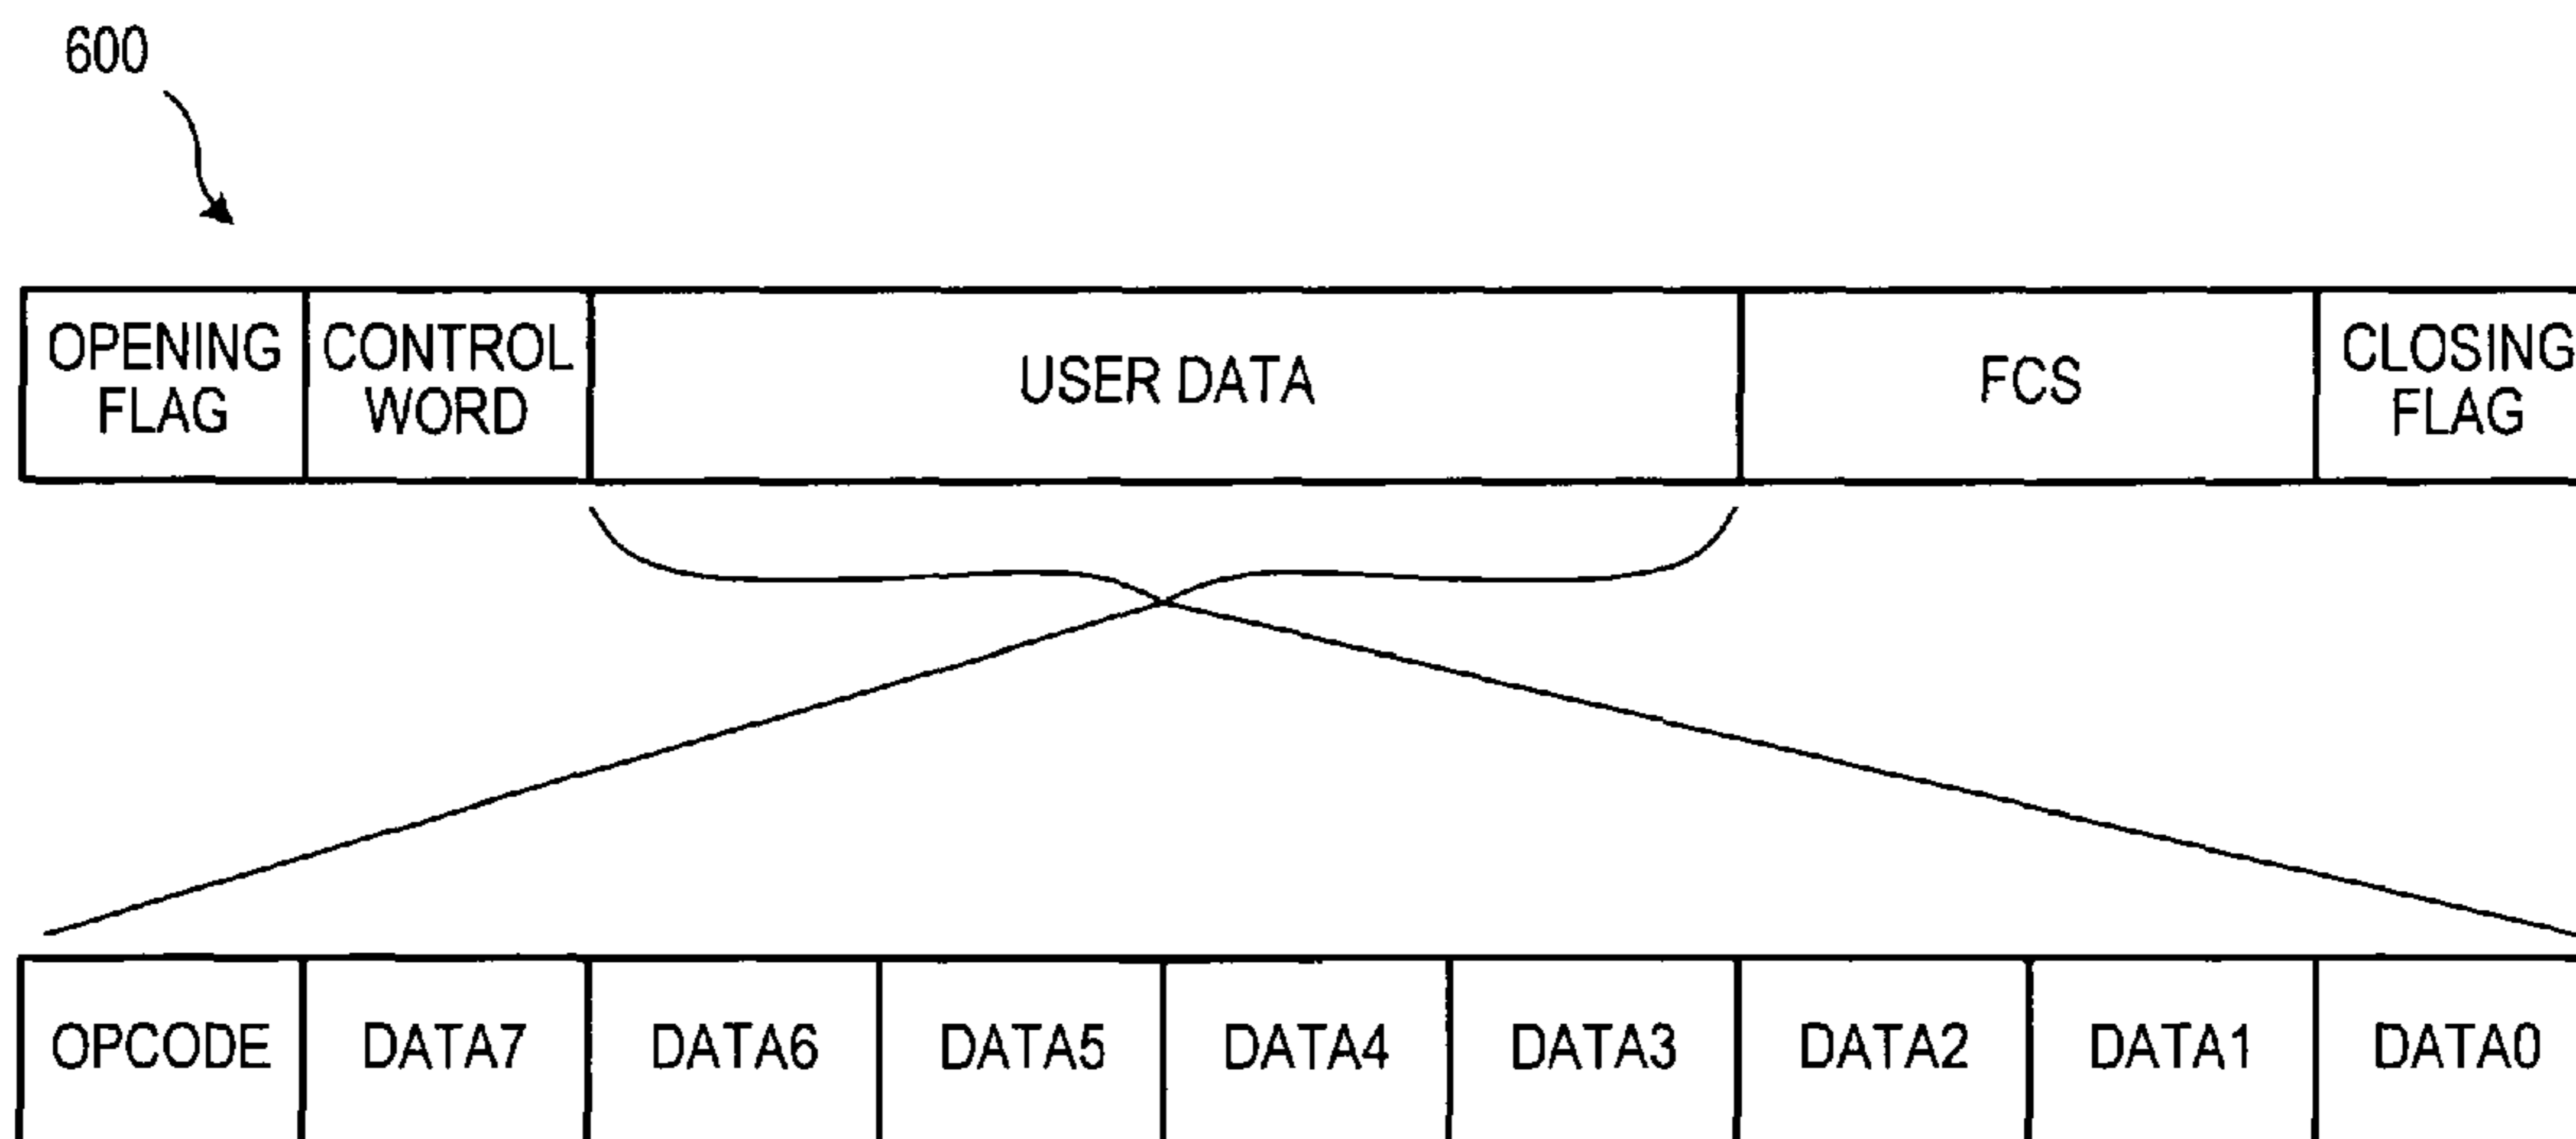 600
OPENING FLAG
CONTROL WORD
USER DATA
FCS
CLOSING FLAG
OPCODE
DATA7
DATA6
DATA5
DATA4
DATA3
DATA2
DATA1
DATA0